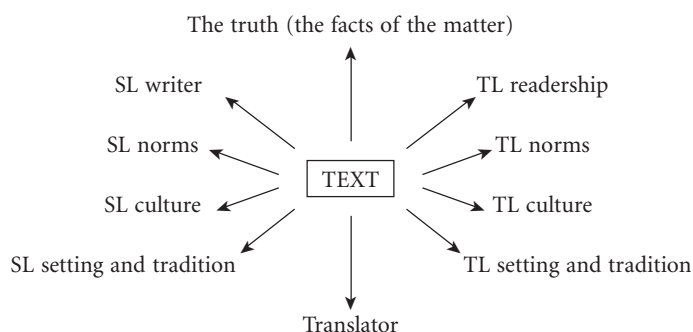 The truth (the facts of the matter)
SL writer
TL readership
SL norms
TL norms
TEXT
SL culture
TL culture
SL setting and tradition
TL setting and tradition
Translator